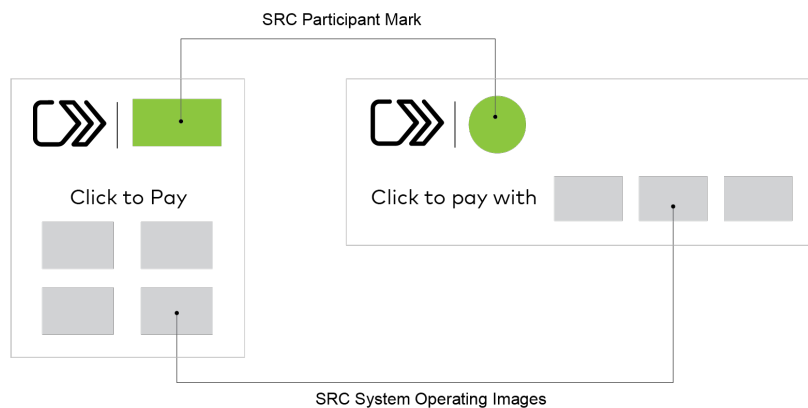 SRC Participant Mark
Click to Pay
Click to pay with
SRC System Operating Images